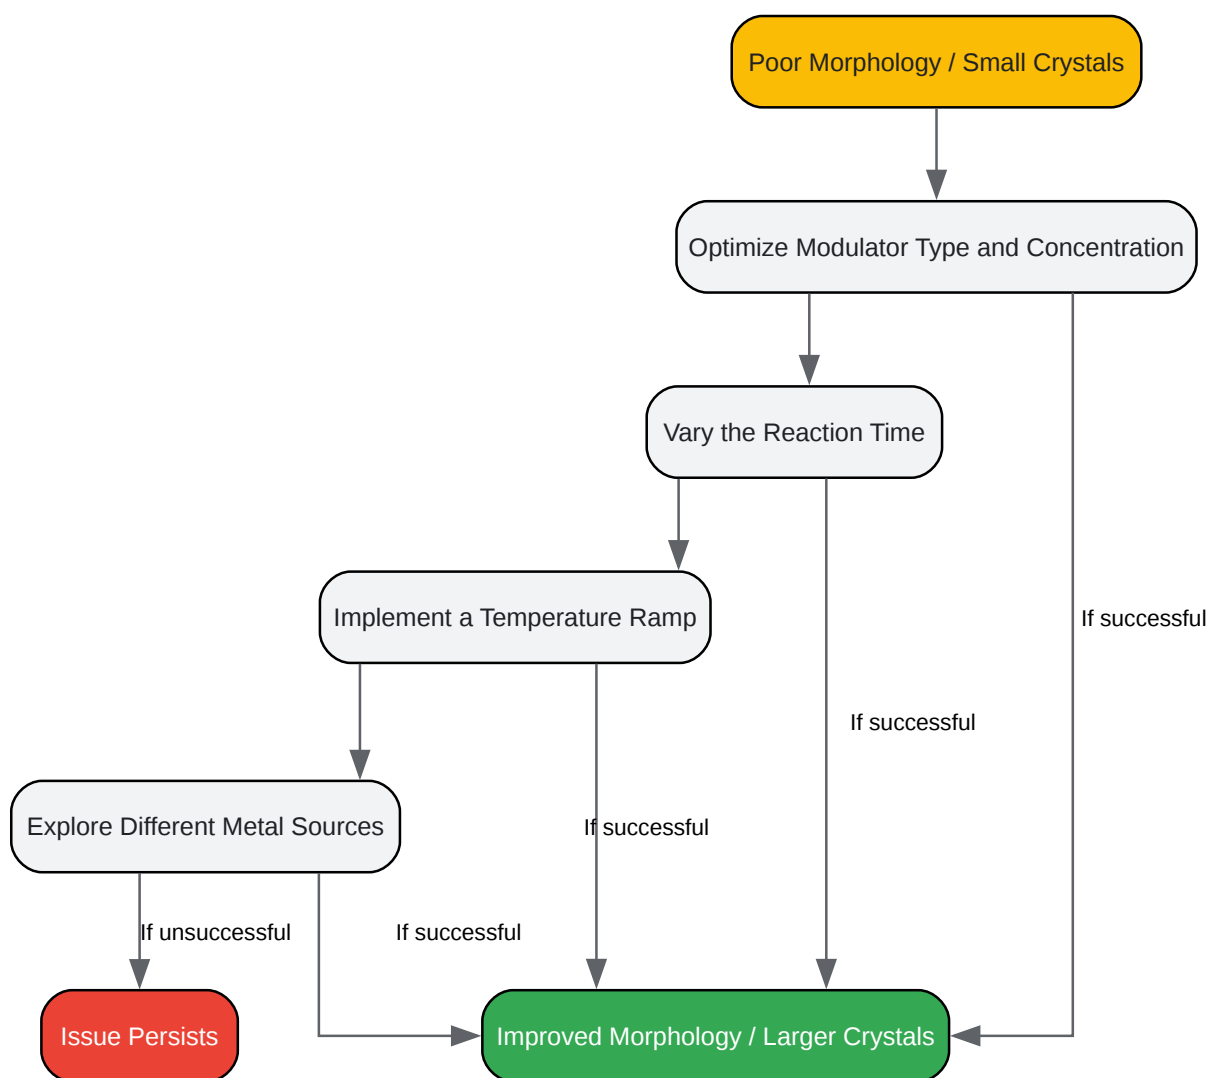 Poor Morphology / Small Crystals
Optimize Modulator Type and Concentration
Vary the Reaction Time
Implement a Temperature Ramp
If successful
If successful
Explore Different Metal Sources
If successful
If unsuccessful
If successful
Issue Persists
Improved Morphology / Larger Crystals